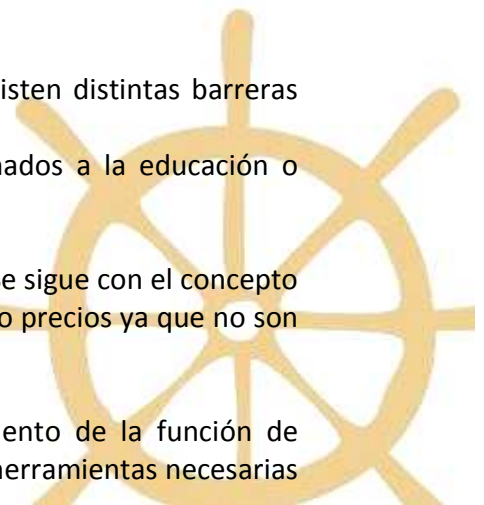 isten distintas barreras
nados a la educación o
e sigue con el concepto
o precios ya que no son
ento de la función de
herramientas necesarias